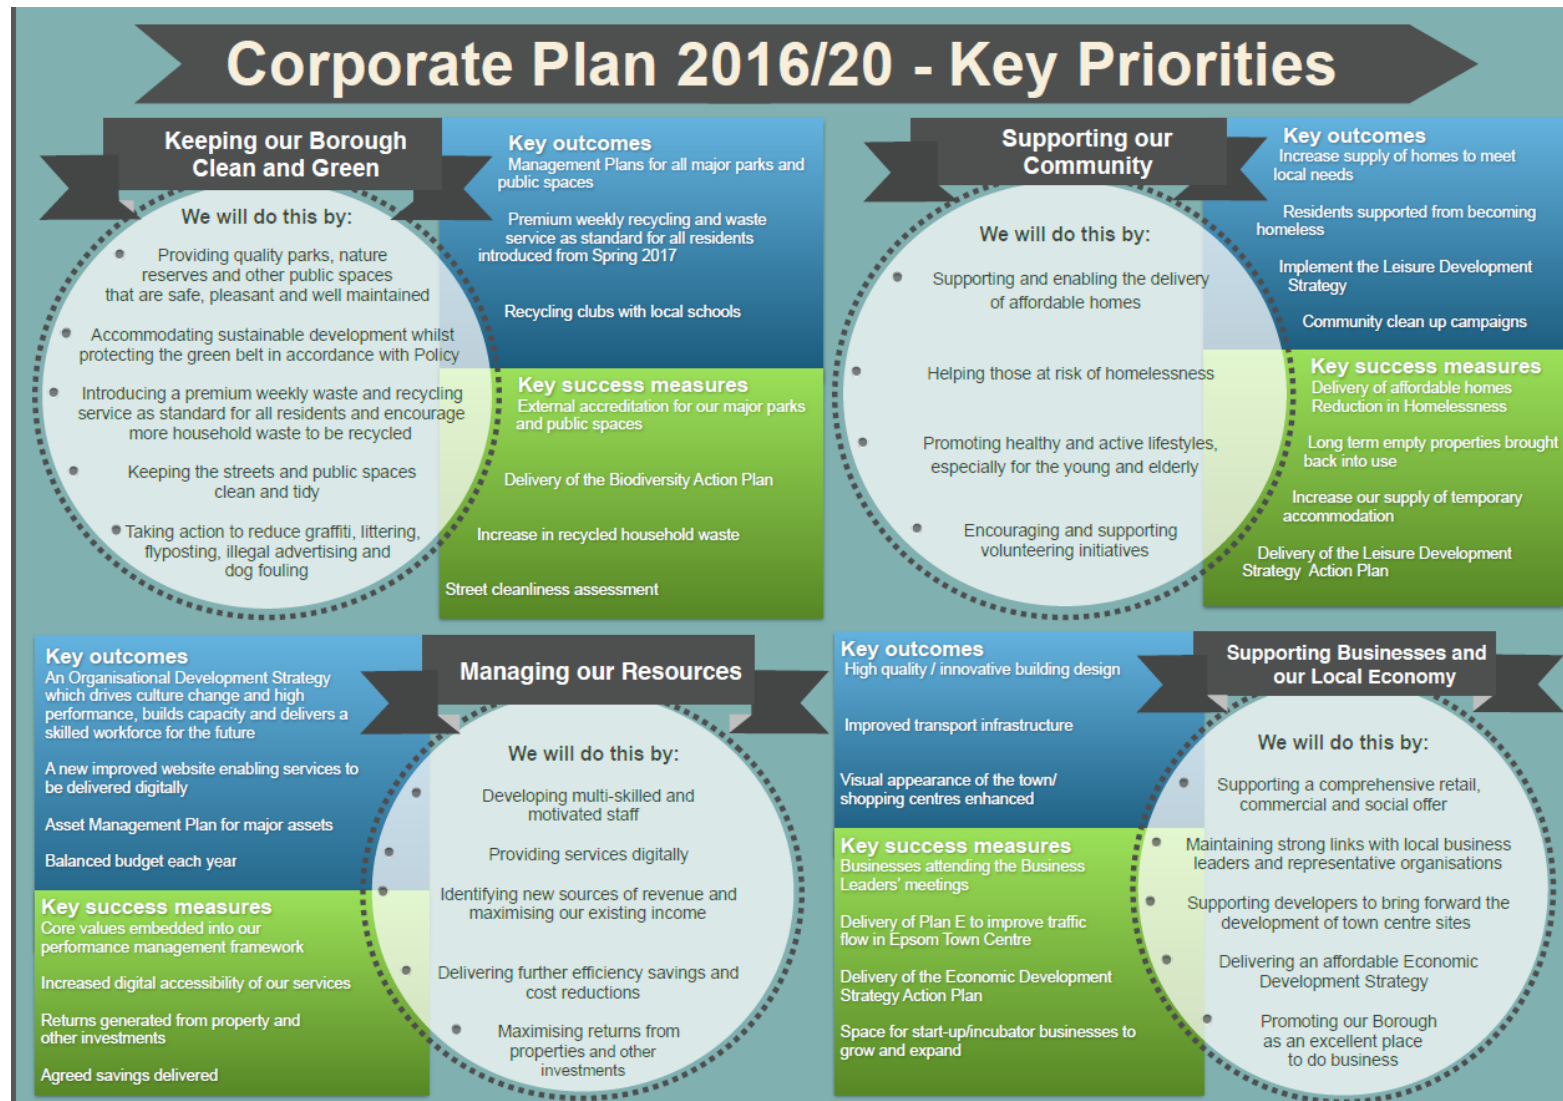 Corporate Plan 2016/20 - Key Priorities
Keeping our Borough
Clean and Green
We will do this by:
Providing quality parks, nature
reserves and other public spaces
that are safe, pleasant and well maintained
Accommodating sustainable development whilst
protecting the green belt in accordance with Policy
Introducing a premium weekly waste and recycling
service as standard for all residents and encourage
more household waste to be recycled
Keeping the streets and public spaces
clean and tidy
Taking action to reduce graffiti, littering,
flyposting, illegal advertising and
dog fouling
Key outcomes
Management Plans for all major parks and
public spaces
Premium weekly recycling and waste
service as standard for all residents
introduced from Spring 2017
Recycling clubs with local schools
Key success measures
External accreditation for our major parks
and public spaces
Delivery of the Biodiversity Action Plan
Increase in recycled household waste
Street cleanliness assessment
Supporting our
Community
We will do this by:
Supporting and enabling the delivery
of affordable homes
Helping those at risk of homelessness
Promoting healthy and active lifestyles,
especially for the young and elderly
Encouraging and supporting
volunteering initiatives
Key outcomes
Increase supply of homes to meet
local needs
Residents supported from becoming
homeless
Implement the Leisure Development
Strategy
Community clean up campaigns
Key success measures
Delivery of affordable homes
Reduction in Homelessness
Long term empty properties brought
back into use
Increase our supply of temporary
accommodation
Delivery of the Leisure Development
Strategy Action Plan
Key outcomes
An Organisational Development Strategy
which drives culture change and high
performance, builds capacity and delivers a
skilled workforce for the future
A new improved website enabling services to
be delivered digitally
Asset Management Plan for major assets
Balanced budget each year
Key success measures
Core values embedded into our
performance management framework
Increased digital accessibility of our services
Returns generated from property and
other investments
Agreed savings delivered
Managing our Resources
We will do this by:
Developing multi-skilled and
motivated staff
Providing services digitally
Identifying new sources of revenue and
maximising our existing income
Delivering further efficiency savings and
cost reductions
Maximising returns from
properties and other
investments
Key outcomes
High quality / innovative building design
Improved transport infrastructure
Visual appearance of the town/
shopping centres enhanced
Key success measures
Businesses attending the Business
Leaders' meetings
Delivery of Plan E to improve traffic
flow in Epsom Town Centre
Delivery of the Economic Development
Strategy Action Plan
Space for start-up/incubator businesses to
grow and expand
Supporting Businesses and
our Local Economy
We will do this by:
Supporting a comprehensive retail,
commercial and social offer
Maintaining strong links with local business
leaders and representative organisations
Supporting developers to bring forward the
development of town centre sites
Delivering an affordable Economic
Development Strategy
Promoting our Borough
as an excellent place
to do business